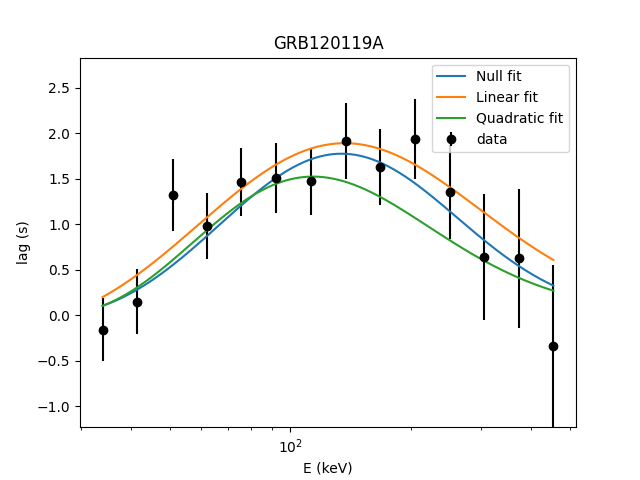 GRB120119A
Null fit
Linear fit
Quadratic fit
data
lag (s)
2.5
2.0
1.5
1.0
0.5
0.0
−0.5
−1.0
10²
E (keV)